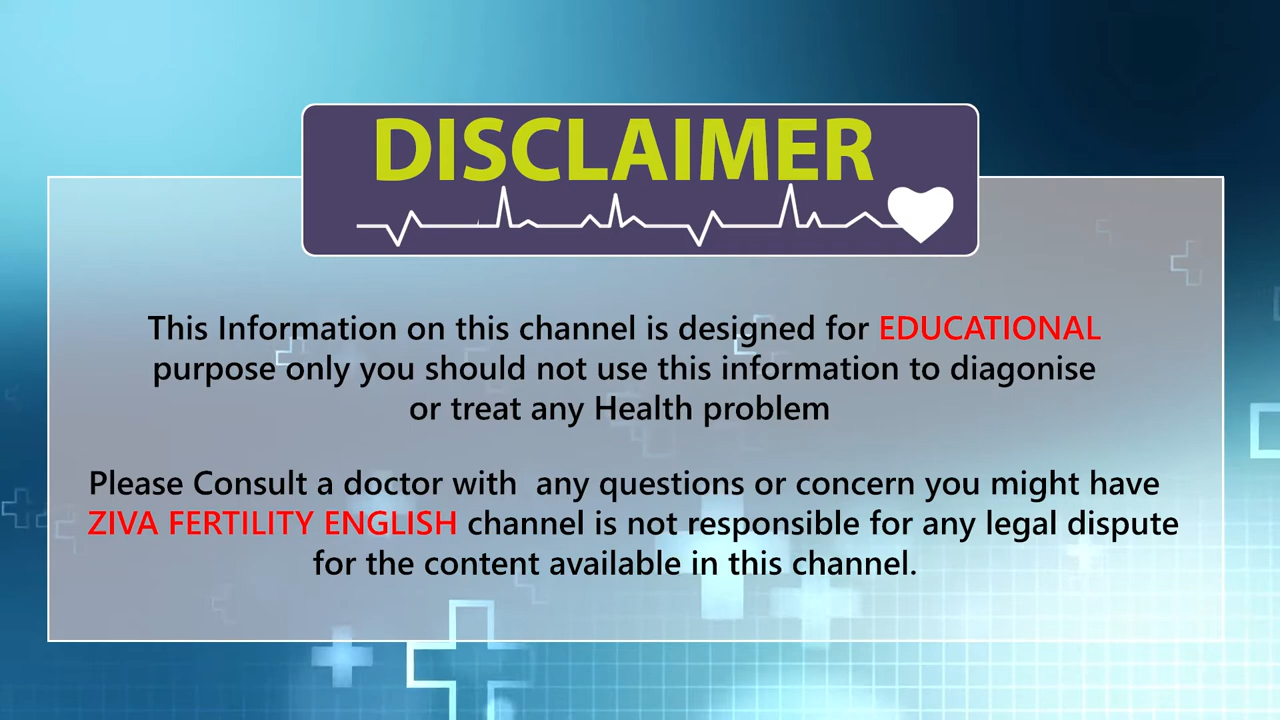 DISCLAIMER
This Information on this channel is designed for EDUCATIONAL
purpose only you should not use this information to diagonise
or treat any Health problem
Please Consult a doctor with  any questions or concern you might have
ZIVA FERTILITY ENGLISH channel is not responsible for any legal dispute
for the content available in this channel.